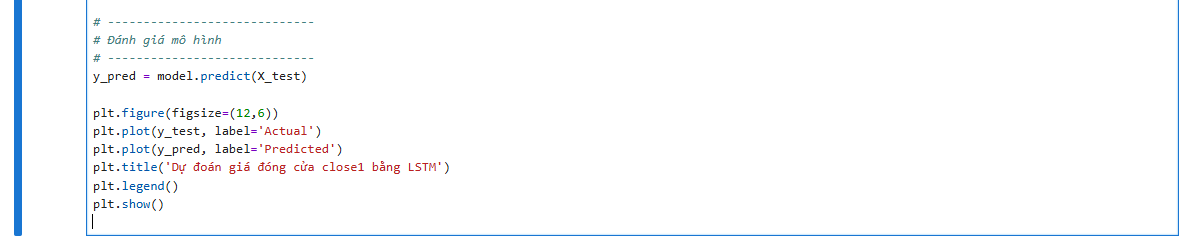 # -----------------------------
# Đánh giá mô hình
# -----------------------------
y_pred = model.predict(X_test)
plt.figure(figsize=(12,6))
plt.plot(y_test, label='Actual')
plt.plot(y_pred, label='Predicted')
plt.title('Dự đoán giá đóng cửa close1 bằng LSTM')
plt.legend()
plt.show()